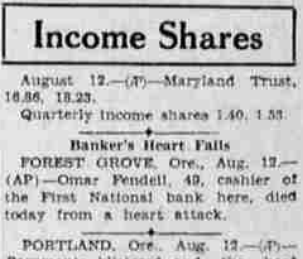 Income Shares
August 12.—(AP)—Maryland Trust,
16.86, 18.23.
Quarterly income shares 1.40, 1.53.
Banker's Heart Fails
FOREST GROVE, Ore., Aug. 12.—
(AP)—Omar Fendell, 49, cashier of
the First National bank here, died
today from a heart attack.
PORTLAND, Ore., Aug. 12.—(AP)—